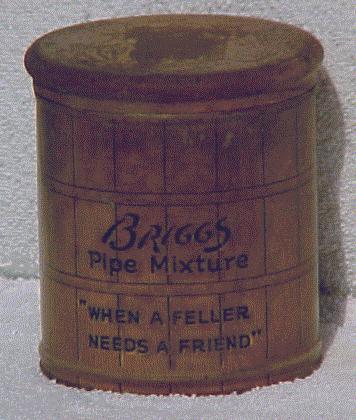 BRIGGS
Pipe Mixture
"WHEN A FELLER
NEEDS A FRIEND"